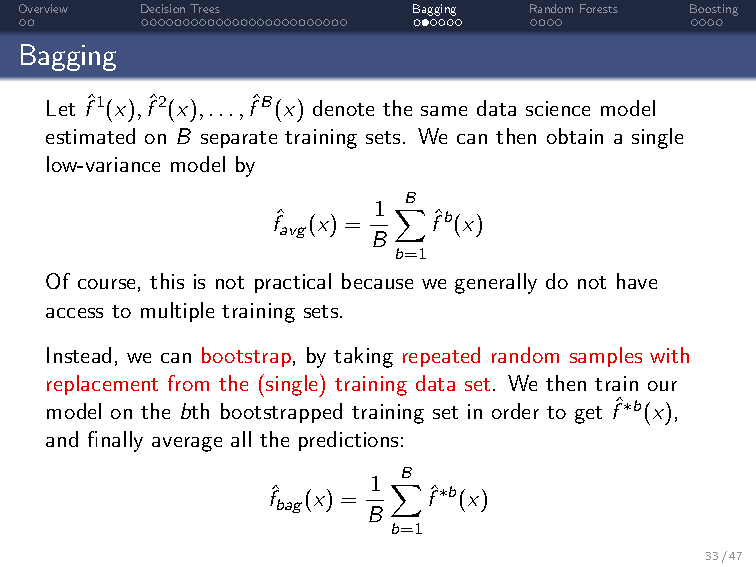 Overview Decision Trees Bagging Random Forests Boosting
Bagging
Let f̂¹(x), f̂²(x), . . . , f̂ᴮ(x) denote the same data science model
estimated on B separate training sets. We can then obtain a single
low-variance model by
f̂_avg(x) = 1/B ∑_{b=1}^{B} f̂ᵇ(x)
Of course, this is not practical because we generally do not have
access to multiple training sets.
Instead, we can bootstrap, by taking repeated random samples with
replacement from the (single) training data set. We then train our
model on the bth bootstrapped training set in order to get f̂*ᵇ(x),
and finally average all the predictions:
f̂_bag(x) = 1/B ∑_{b=1}^{B} f̂*ᵇ(x)
33 / 47